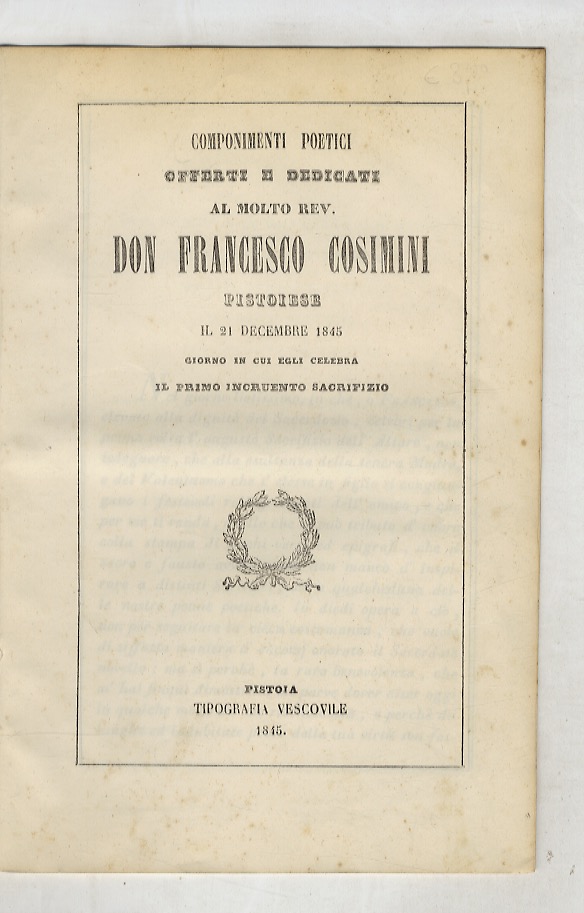 COMPONIMENTI POETICI
OFFERTI E DEDICATI
AL MOLTO REV.
DON FRANCESCO COSIMINI
PISTOIESE
IL 21 DECEMBRE 1845
GIORNO IN CUI EGLI CELEBRA
IL PRIMO INCRUENTO SACRIFIZIO
PISTOIA
TIPOGRAFIA VESCOVILE
1845.